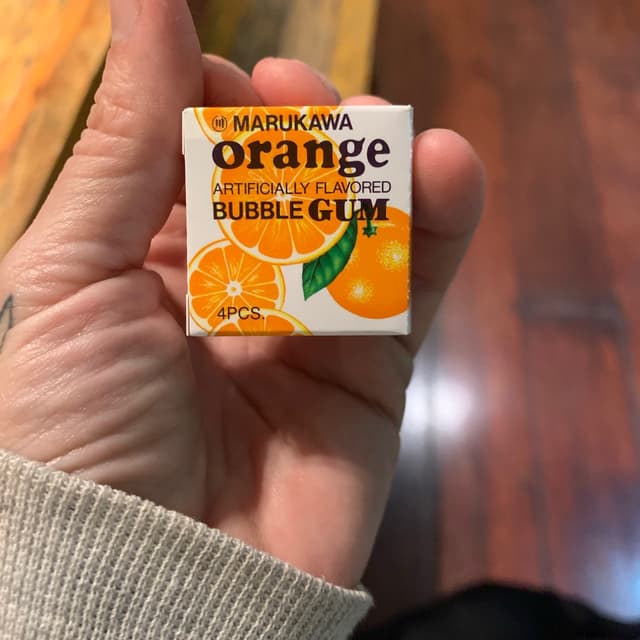 MARUKAWA
orange
ARTIFICIALLY FLAVORED
BUBBLE GUM
4PCS.